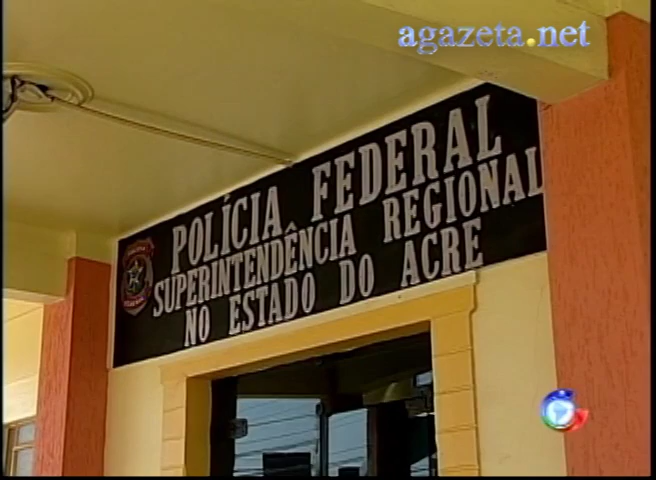 agazeta.net
POLÍCIA FEDERAL
SUPERINTENDÊNCIA REGIONAL
NO ESTADO DO ACRE